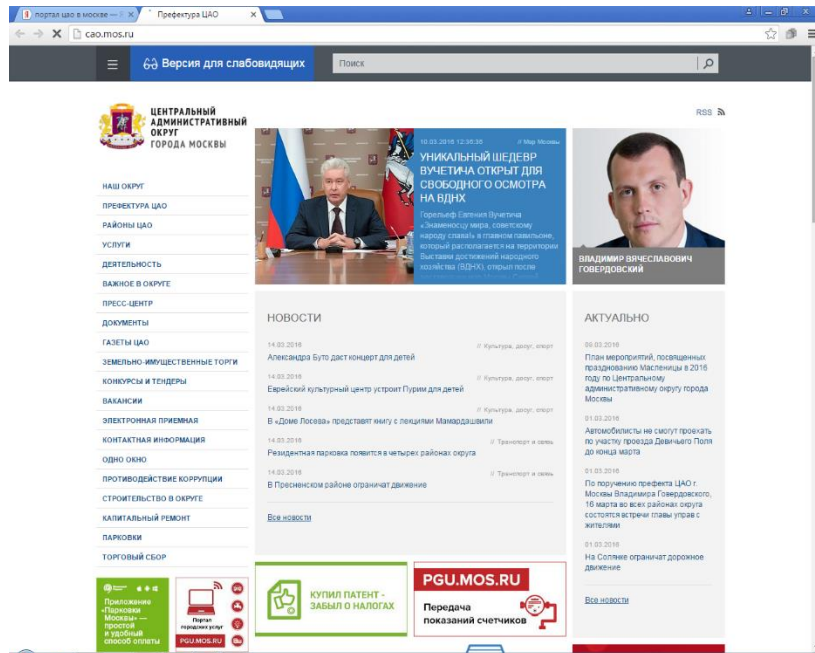 портал цао в москве —
Префектура ЦАО
cao.mos.ru
Версия для слабовидящих
Поиск
RSS
ЦЕНТРАЛЬНЫЙ
АДМИНИСТРАТИВНЫЙ
ОКРУГ
ГОРОДА МОСКВЫ
НАШ ОКРУГ
ПРЕФЕКТУРА ЦАО
РАЙОНЫ ЦАО
УСЛУГИ
ДЕЯТЕЛЬНОСТЬ
ВАЖНОЕ В ОКРУГЕ
ПРЕСС-ЦЕНТР
ДОКУМЕНТЫ
ГАЗЕТЫ ЦАО
ЗЕМЕЛЬНО-ИМУЩЕСТВЕННЫЕ ТОРГИ
КОНКУРСЫ И ТЕНДЕРЫ
ВАКАНСИИ
ЭЛЕКТРОННАЯ ПРИЕМНАЯ
КОНТАКТНАЯ ИНФОРМАЦИЯ
ОДНО ОКНО
ПРОТИВОДЕЙСТВИЕ КОРРУПЦИИ
СТРОИТЕЛЬСТВО В ОКРУГЕ
КАПИТАЛЬНЫЙ РЕМОНТ
ПАРКОВКИ
ТОРГОВЫЙ СБОР
Приложение
«Парковки
Москвы» —
простой
и удобный
способ оплаты
Портал
городских услуг
PGU.MOS.RU
10.03.2016 12:35:35 // Мэр Москвы
УНИКАЛЬНЫЙ ШЕДЕВР
ВУЧЕТИЧА ОТКРЫТ ДЛЯ
СВОБОДНОГО ОСМОТРА
НА ВДНХ
Горельеф Евгения Вучетича
«Знаменосцу мира, советскому
народу слава!» в главном павильоне,
который располагается на территории
Выставки достижений народного
хозяйства (ВДНХ), открыл после
ВЛАДИМИР ВЯЧЕСЛАВОВИЧ
ГОВЕРДОВСКИЙ
НОВОСТИ
14.03.2016 // Культура, досуг, спорт
Александра Буто даст концерт для детей
14.03.2016 // Культура, досуг, спорт
Еврейский культурный центр устроит Пурим для детей
14.03.2016 // Культура, досуг, спорт
В «Доме Лосева» представят книгу с лекциями Мамардашвили
14.03.2016 // Транспорт и связь
Резидентная парковка появится в четырех районах округа
14.03.2016 // Транспорт и связь
В Пресненском районе ограничат движение
Все новости
АКТУАЛЬНО
09.03.2016
План мероприятий, посвященных
празднованию Масленицы в 2016
году по Центральному
административному округу города
Москвы
01.03.2016
Автомобилисты не смогут проехать
по участку проезда Девичьего Поля
до конца марта
01.03.2016
По поручению префекта ЦАО г.
Москвы Владимира Говердовского,
16 марта во всех районах округа
состоятся встречи главы управ с
жителями
01.03.2016
На Солянке ограничат дорожное
движение
Все новости
КУПИЛ ПАТЕНТ -
ЗАБЫЛ О НАЛОГАХ
PGU.MOS.RU
Передача
показаний счетчиков